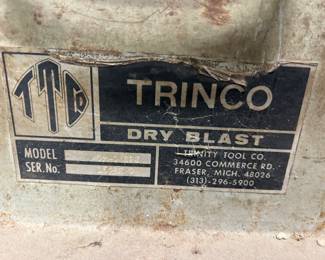 TTCo
TRINCO
DRY BLAST
MODEL
SER.No.
TRINITY TOOL CO.
34600 COMMERCE RD.
FRASER, MICH. 48026
(313)-296-5900